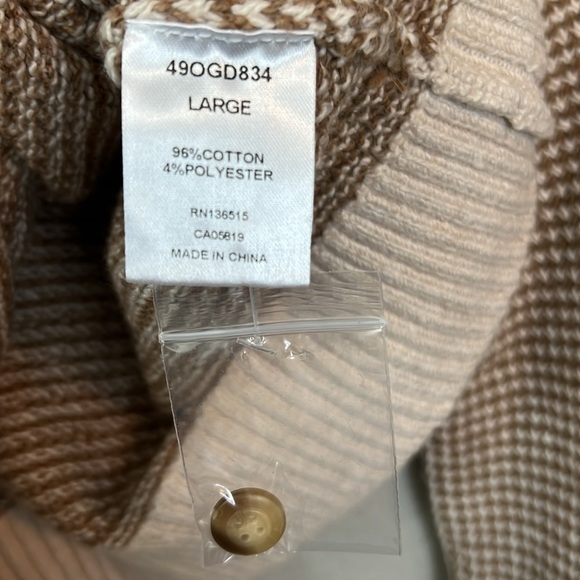 49OGD834
LARGE
96%COTTON
4%POLYESTER
RN136515
CA05819
MADE IN CHINA